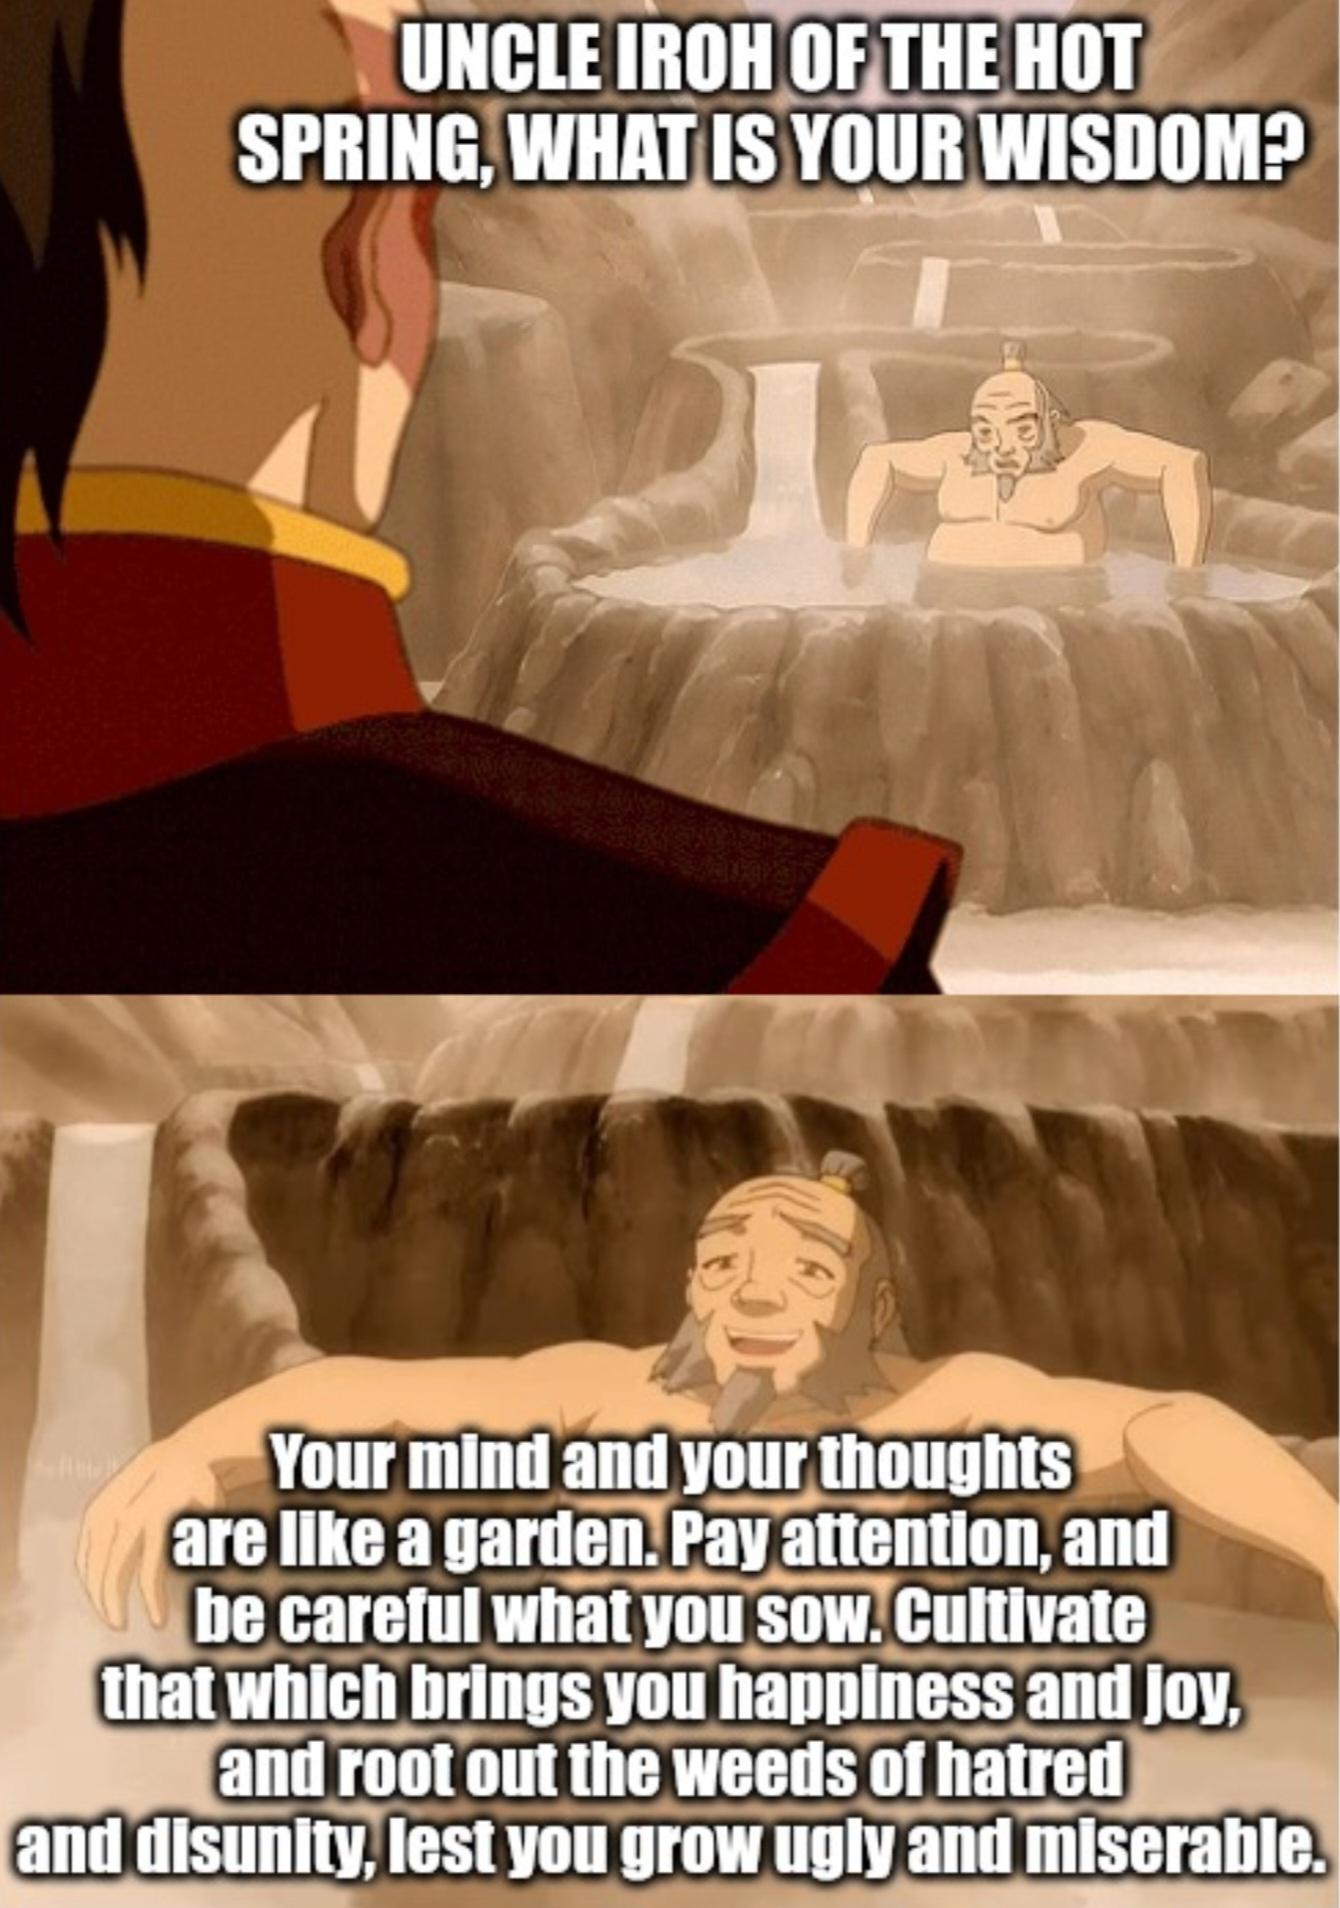 UNCLE IROH OF THE HOT
SPRING, WHAT IS YOUR WISDOM?
Your mind and your thoughts
are like a garden. Pay attention, and
be careful what you sow. Cultivate
that which brings you happiness and joy,
and root out the weeds of hatred
and disunity, lest you grow ugly and miserable.